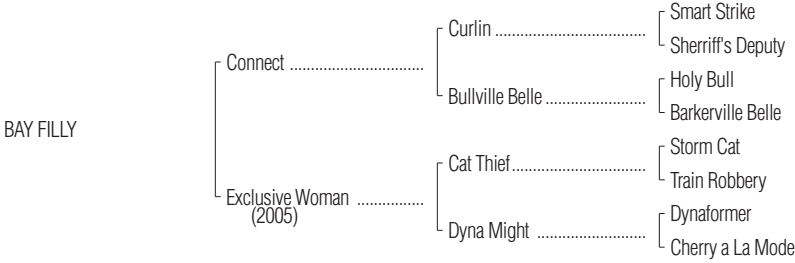 Smart Strike
Curlin ....................................
Sherriff's Deputy
Connect ................................
Holy Bull
Bullville Belle ........................
Barkerville Belle
BAY FILLY
Storm Cat
Cat Thief................................
Train Robbery
Exclusive Woman ................
(2005)
Dynaformer
Dyna Might ..........................
Cherry a La Mode